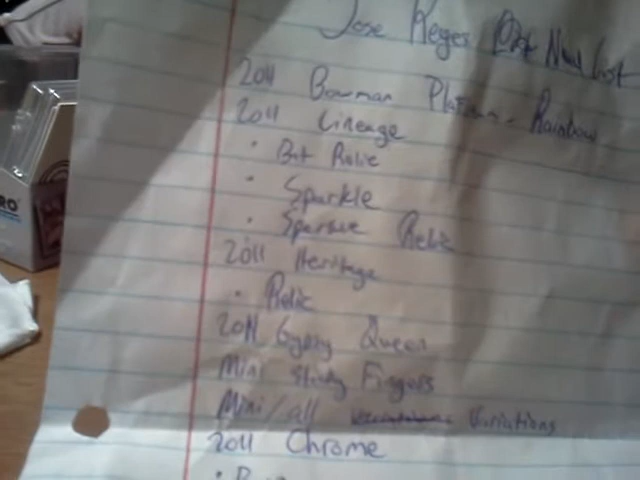 Jose Reyes Need List
2011 Bowman Platinum - Rainbow
2011 Lineage
• Bat Relic
• Sparkle
• Sparkle Relic
2011 Heritage
• Relic
2011 Gypsy Queen
Mini Sticky Fingers
Mini/all Variations
2011 Chrome
RO